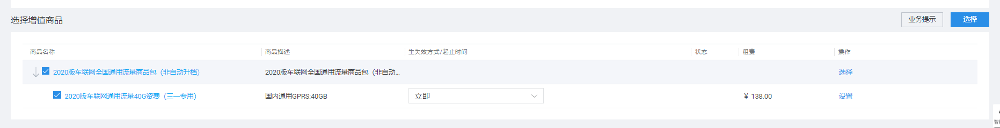 选择增值商品
业务提示 选择
商品名称 商品描述 生失效方式/起止时间 状态 租费 操作
2020版车联网全国通用流量商品包（非自动升档） 2020版车联网全国通用流量商品包（非自动... 选择
2020版车联网通用流量40G资费（三一专用） 国内通用GPRS:40GB 立即 ¥ 138.00 设置